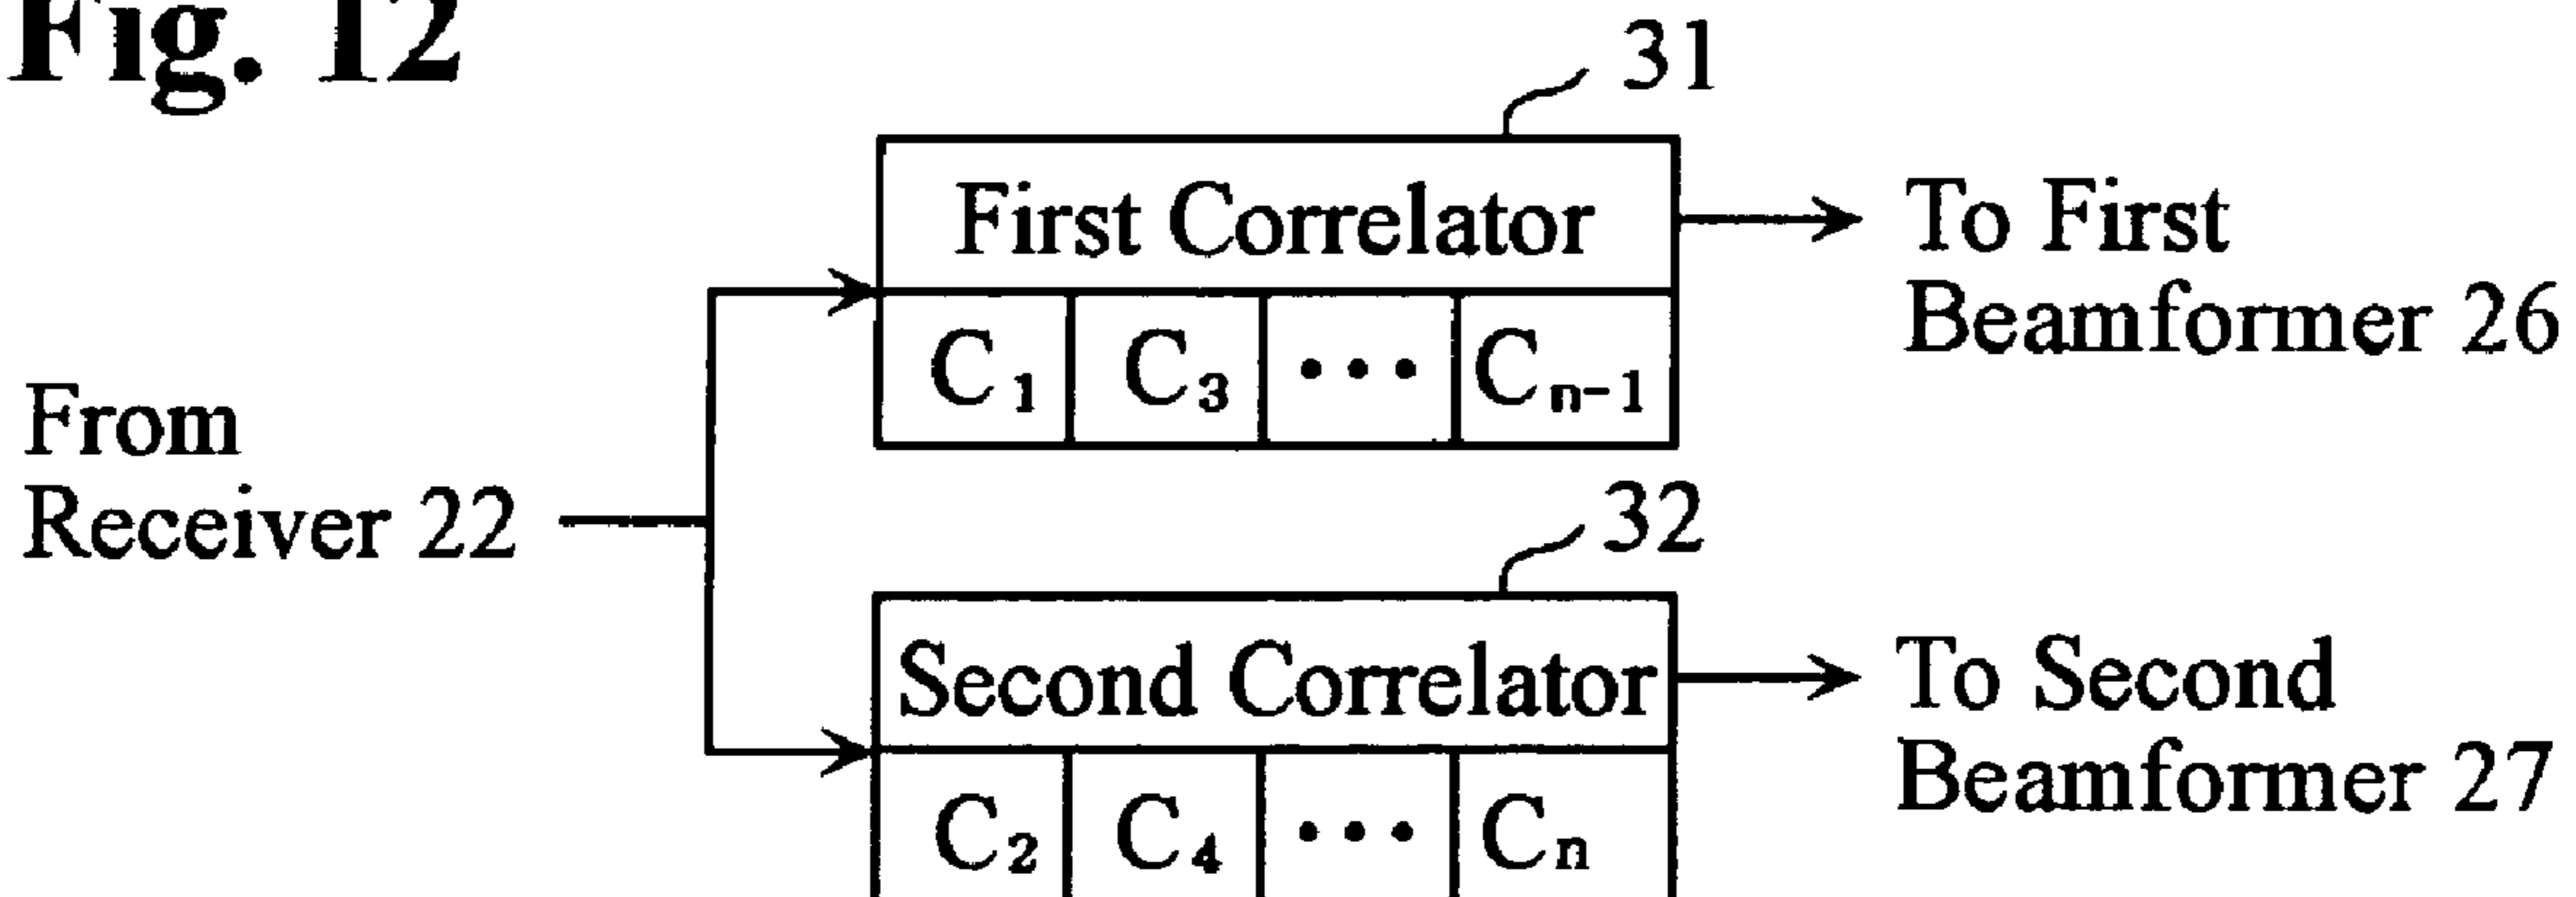 Fig. 12
31
First Correlator
To First
Beamformer 26
C₁ C₃ ••• Cₙ₋₁
From
Receiver 22
32
Second Correlator
To Second
Beamformer 27
C₂ C₄ ••• Cₙ